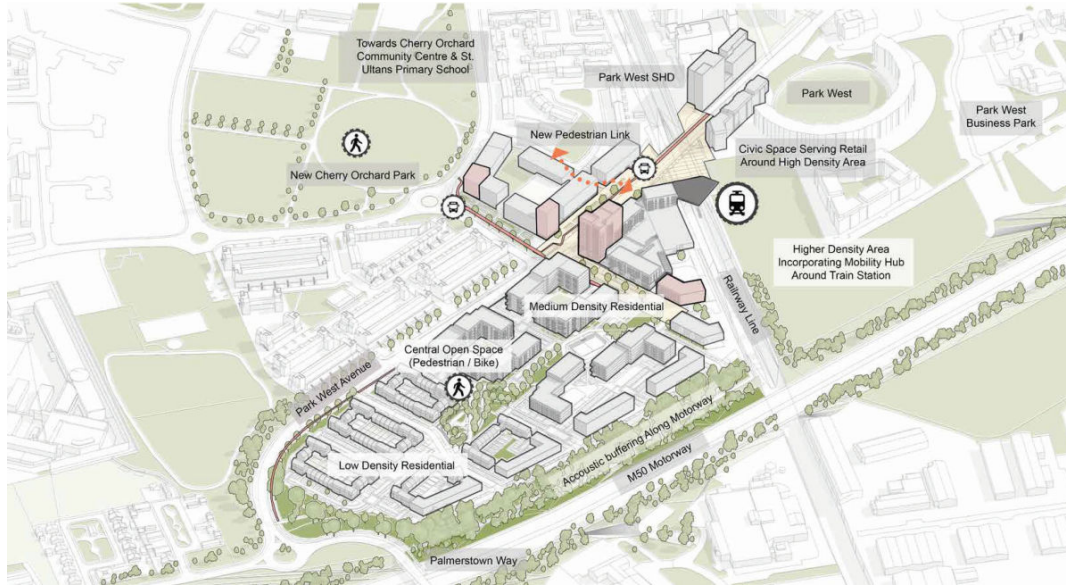 Towards Cherry Orchard
Community Centre & St.
Ultans Primary School
Park West SHD
Park West
Park West
Business Park
New Pedestrian Link
Civic Space Serving Retail
Around High Density Area
New Cherry Orchard Park
Higher Density Area
Incorporating Mobility Hub
Around Train Station
Railrway Line
Medium Density Residential
Central Open Space
(Pedestrian / Bike)
Park West Avenue
Accoustic buffering Along Motorway
M50 Motorway
Low Density Residential
Palmerstown Way